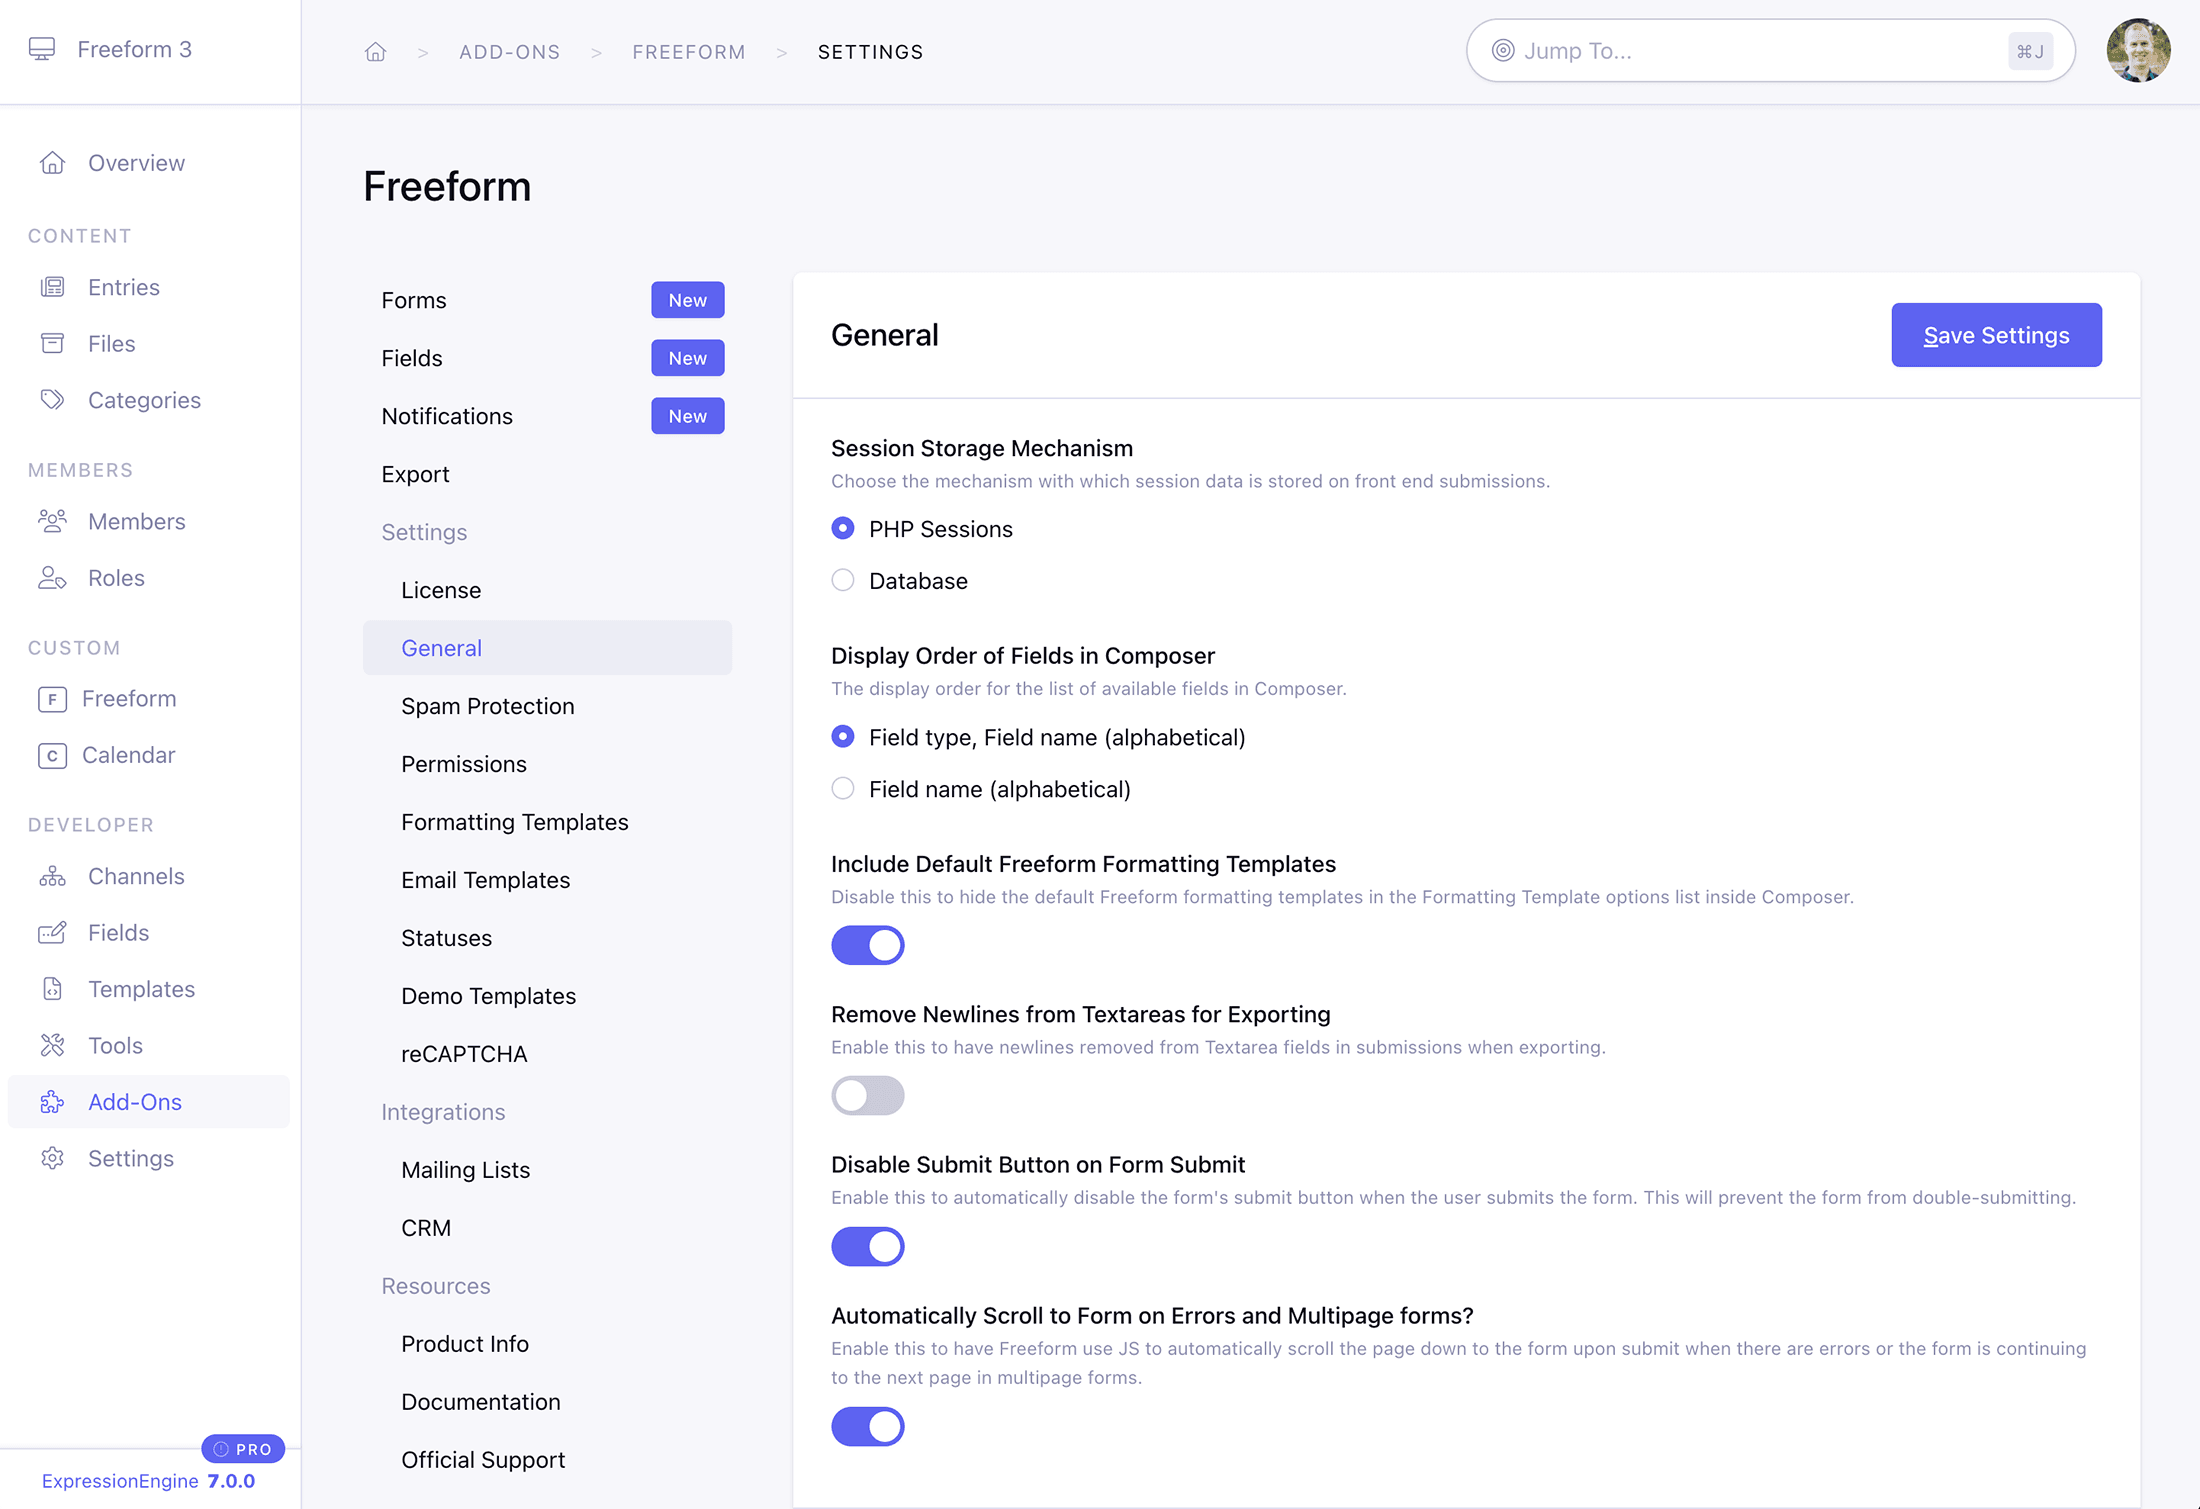 Freeform 3
> ADD-ONS > FREEFORM > SETTINGS
Jump To...
⌘J
Overview
CONTENT
Entries
Files
Categories
MEMBERS
Members
Roles
CUSTOM
F Freeform
C Calendar
DEVELOPER
Channels
Fields
Templates
Tools
Add-Ons
Settings
PRO
ExpressionEngine 7.0.0
Freeform
Forms New
Fields New
Notifications New
Export
Settings
License
General
Spam Protection
Permissions
Formatting Templates
Email Templates
Statuses
Demo Templates
reCAPTCHA
Integrations
Mailing Lists
CRM
Resources
Product Info
Documentation
Official Support
General
Save Settings
Session Storage Mechanism
Choose the mechanism with which session data is stored on front end submissions.
PHP Sessions
Database
Display Order of Fields in Composer
The display order for the list of available fields in Composer.
Field type, Field name (alphabetical)
Field name (alphabetical)
Include Default Freeform Formatting Templates
Disable this to hide the default Freeform formatting templates in the Formatting Template options list inside Composer.
Remove Newlines from Textareas for Exporting
Enable this to have newlines removed from Textarea fields in submissions when exporting.
Disable Submit Button on Form Submit
Enable this to automatically disable the form's submit button when the user submits the form. This will prevent the form from double-submitting.
Automatically Scroll to Form on Errors and Multipage forms?
Enable this to have Freeform use JS to automatically scroll the page down to the form upon submit when there are errors or the form is continuing
to the next page in multipage forms.